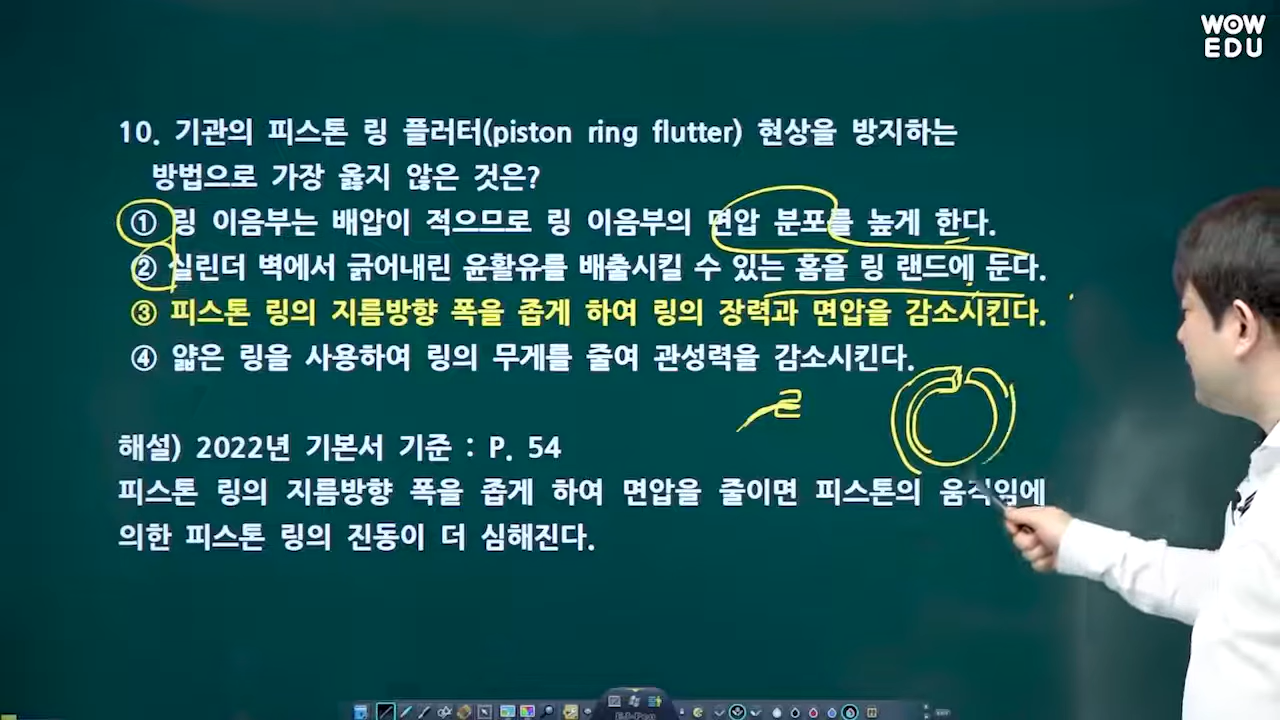 WOW
EDU
10. 기관의 피스톤 링 플러터(piston ring flutter) 현상을 방지하는
방법으로 가장 옳지 않은 것은?
① 링 이음부는 배압이 적으므로 링 이음부의 면압 분포를 높게 한다.
② 실린더 벽에서 긁어내린 윤활유를 배출시킬 수 있는 홈을 링 랜드에 둔다.
③ 피스톤 링의 지름방향 폭을 좁게 하여 링의 장력과 면압을 감소시킨다.
④ 얇은 링을 사용하여 링의 무게를 줄여 관성력을 감소시킨다.
해설) 2022년 기본서 기준 : P. 54
피스톤 링의 지름방향 폭을 좁게 하여 면압을 줄이면 피스톤의 움직임에
의한 피스톤 링의 진동이 더 심해진다.